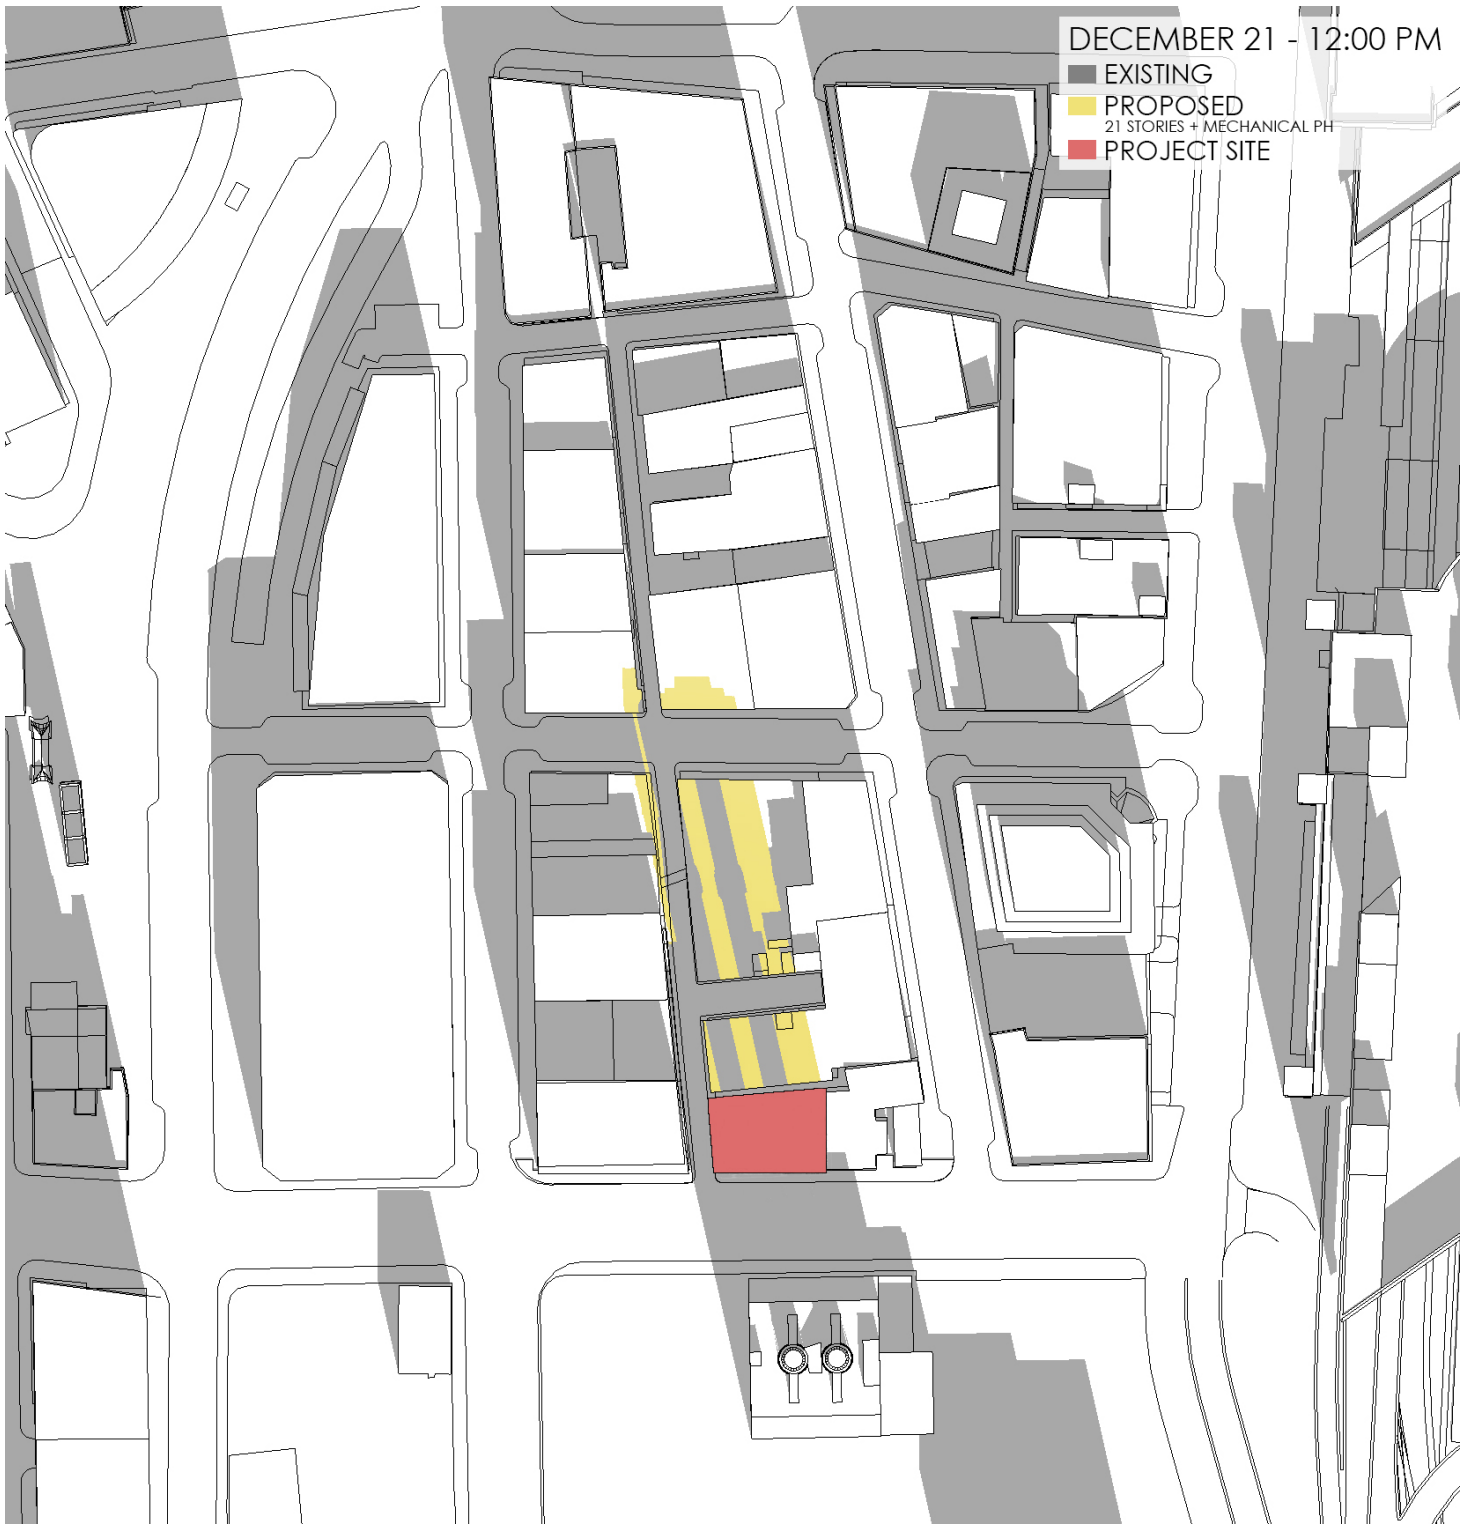 DECEMBER 21 - 12:00 PM
EXISTING
PROPOSED
21 STORIES + MECHANICAL PH
PROJECT SITE